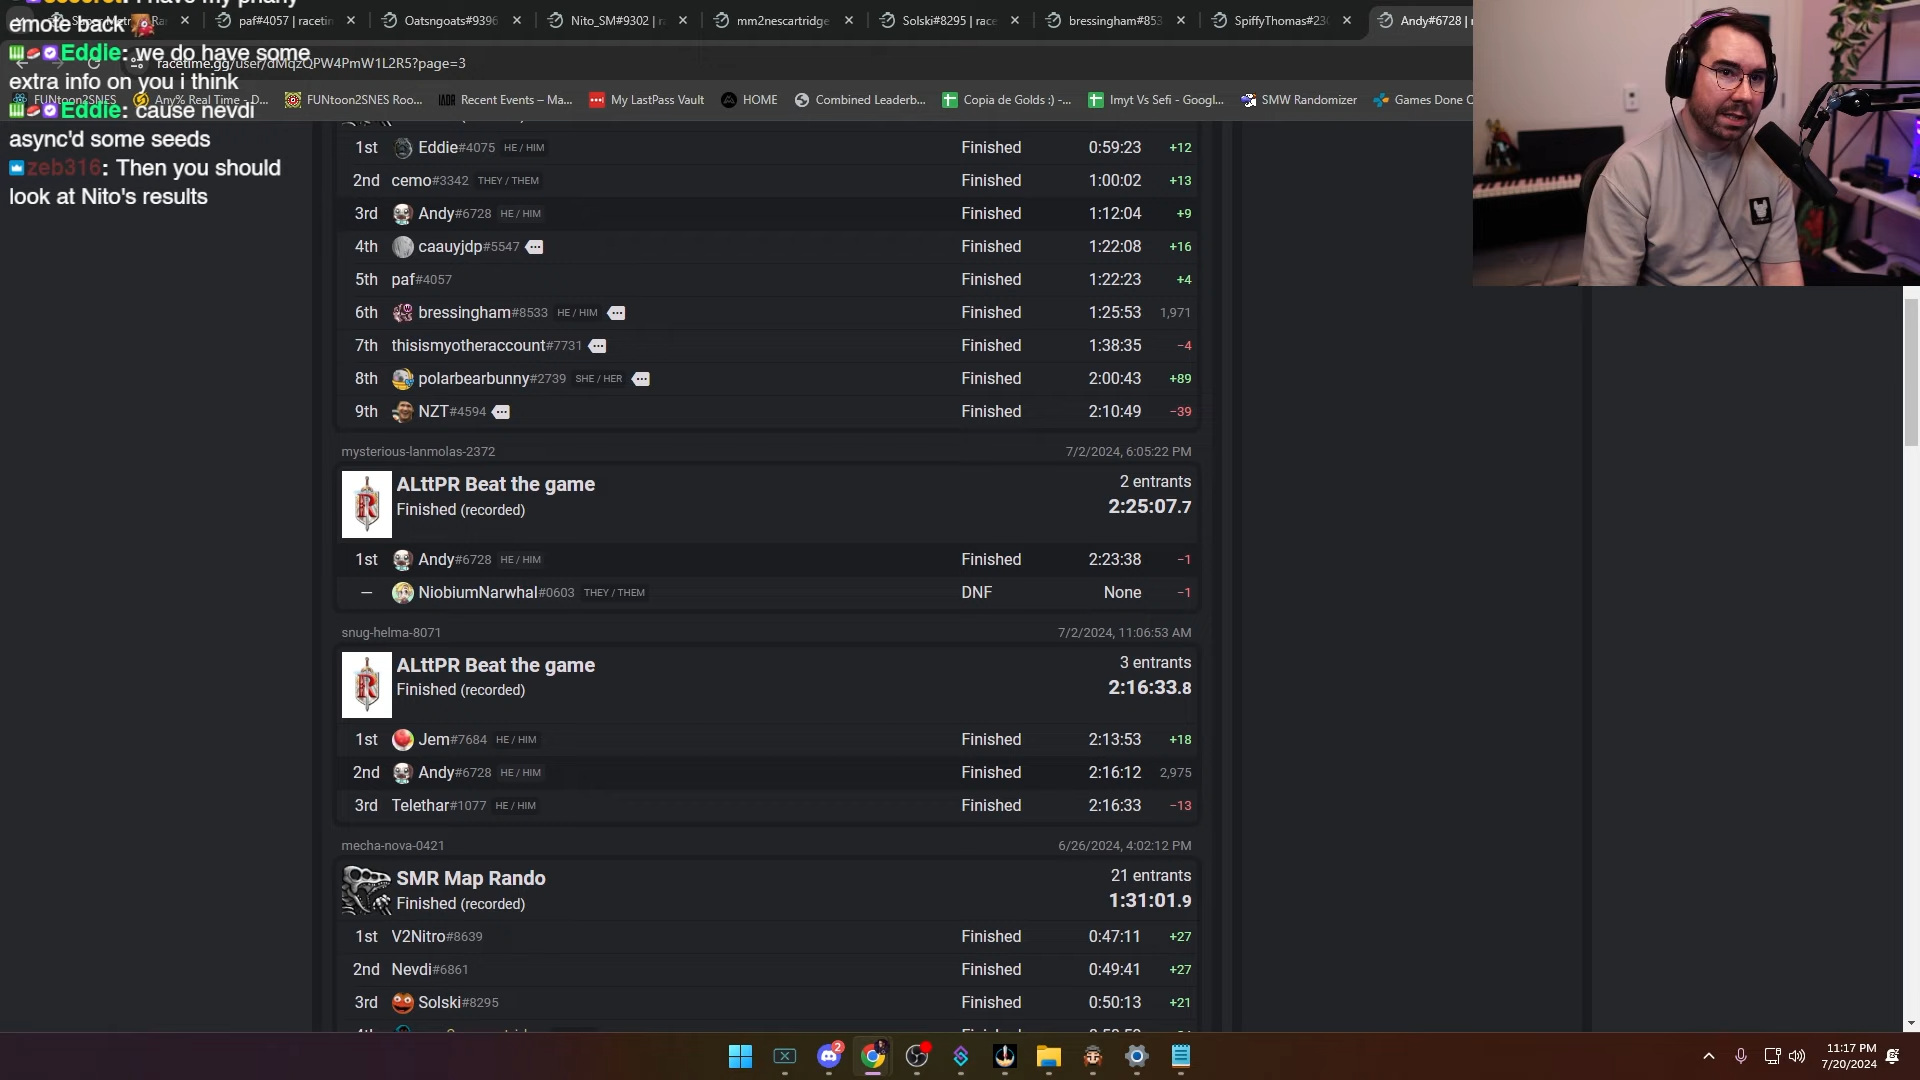 paf#4057 | racetin
Oatsngoats#9396
Nito_SM#9302 | ra
mm2nescartridge
Solski#8295 | race
bressingham#853
SpiffyThomas#23
Andy#6728 | r
emote back
Eddie: we do have some
extra info on you i think
Eddie: cause nevdi
async'd some seeds
zeb316: Then you should
look at Nito's results
racetime.gg/user/dMqzQPW4PmW1L2R5?page=3
FUNtoon2SNES
Any% Real Time - D...
FUNtoon2SNES Roo...
IADR Recent Events – Ma...
My LastPass Vault
HOME
Combined Leaderb...
Copia de Golds :) -...
Imyt Vs Sefi - Googl...
SMW Randomizer
Games Done
1st Eddie#4075 HE / HIM Finished 0:59:23 +12
2nd cemo#3342 THEY / THEM Finished 1:00:02 +13
3rd Andy#6728 HE / HIM Finished 1:12:04 +9
4th caauyjdp#5547 Finished 1:22:08 +16
5th paf#4057 Finished 1:22:23 +4
6th bressingham#8533 HE / HIM Finished 1:25:53 1,971
7th thisismyotheraccount#7731 Finished 1:38:35 −4
8th polarbearbunny#2739 SHE / HER Finished 2:00:43 +89
9th NZT#4594 Finished 2:10:49 −39
mysterious-lanmolas-2372 7/2/2024, 6:05:22 PM
ALttPR Beat the game 2 entrants
Finished (recorded) 2:25:07.7
1st Andy#6728 HE / HIM Finished 2:23:38 −1
— NiobiumNarwhal#0603 THEY / THEM DNF None −1
snug-helma-8071 7/2/2024, 11:06:53 AM
ALttPR Beat the game 3 entrants
Finished (recorded) 2:16:33.8
1st Jem#7684 HE / HIM Finished 2:13:53 +18
2nd Andy#6728 HE / HIM Finished 2:16:12 2,975
3rd Telethar#1077 HE / HIM Finished 2:16:33 −13
mecha-nova-0421 6/26/2024, 4:02:12 PM
SMR Map Rando 21 entrants
Finished (recorded) 1:31:01.9
1st V2Nitro#8639 Finished 0:47:11 +27
2nd Nevdi#6861 Finished 0:49:41 +27
3rd Solski#8295 Finished 0:50:13 +21
2
11:17 PM
7/20/2024